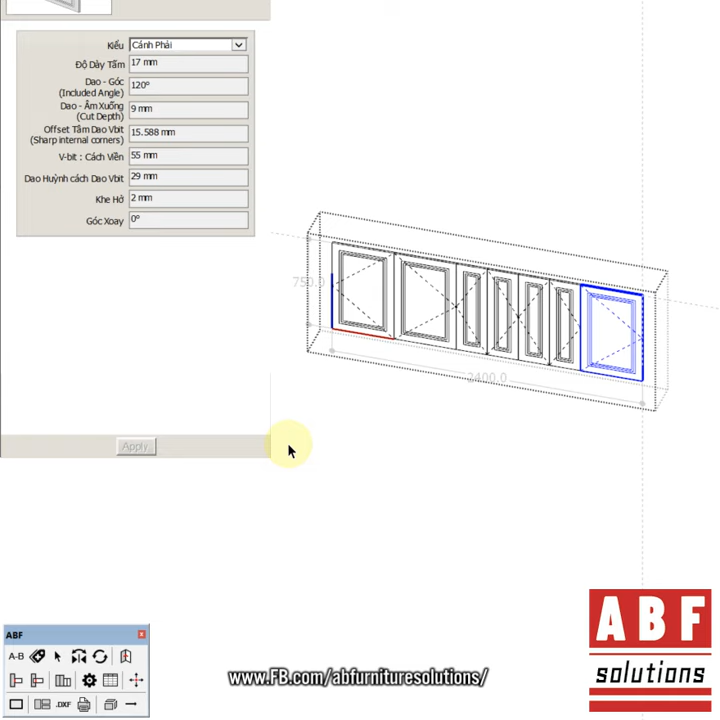 Kiểu Cánh Phải
Độ Dày Tấm 17 mm
Dao - Góc
(Included Angle) 120°
Dao - Âm Xuống
(Cut Depth) 9 mm
Offset Tâm Dao Vbit
(Sharp internal corners) 15.588 mm
V-bit : Cách Viền 55 mm
Dao Huỳnh cách Dao Vbit 29 mm
Khe Hở 2 mm
Góc Xoay 0°
750.0
2400.0
Apply
ABF
A-B
.DXF
www.FB.com/abfurnituresolutions/
ABF
solutions